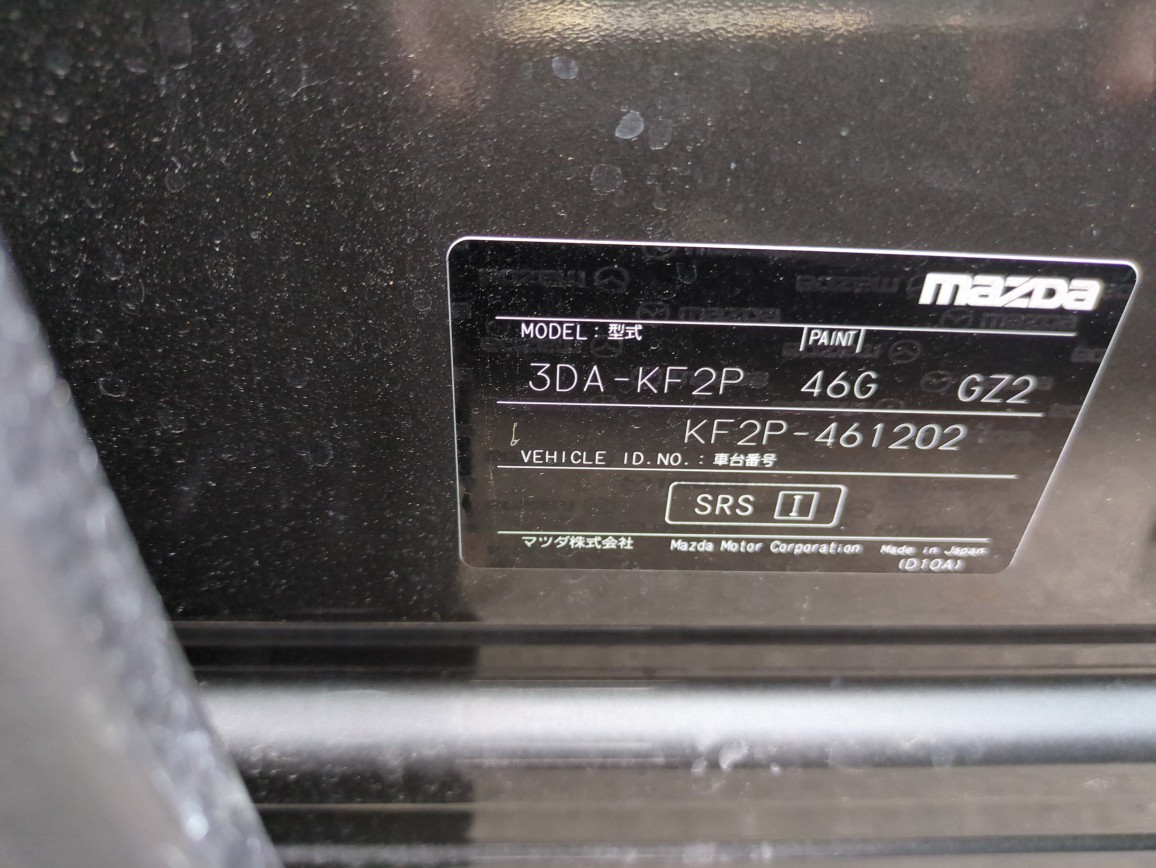 mazda
MODEL : 型式 PAINT
3DA-KF2P 46G GZ2
KF2P-461202
VEHICLE ID.NO. : 車台番号
SRS I
マツダ株式会社 Mazda Motor Corporation Made in Japan
(D10A)